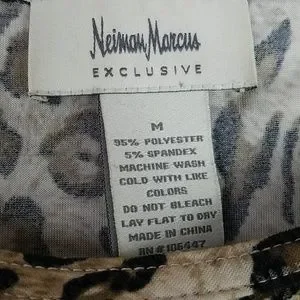 Neiman Marcus
EXCLUSIVE
M
95% POLYESTER
5% SPANDEX
MACHINE WASH
COLD WITH LIKE
COLORS
DO NOT BLEACH
LAY FLAT TO DRY
MADE IN CHINA
RN #106447